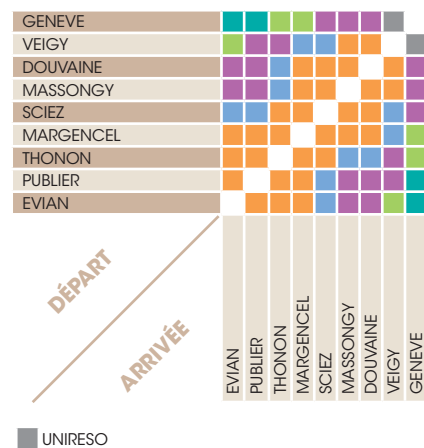 GENEVE
VEIGY
DOUVAINE
MASSONGY
SCIEZ
MARGENCEL
THONON
PUBLIER
EVIAN
DÉPART
ARRIVÉE
EVIAN
PUBLIER
THONON
MARGENCEL
SCIEZ
MASSONGY
DOUVAINE
VEIGY
GENEVE
UNIRESO